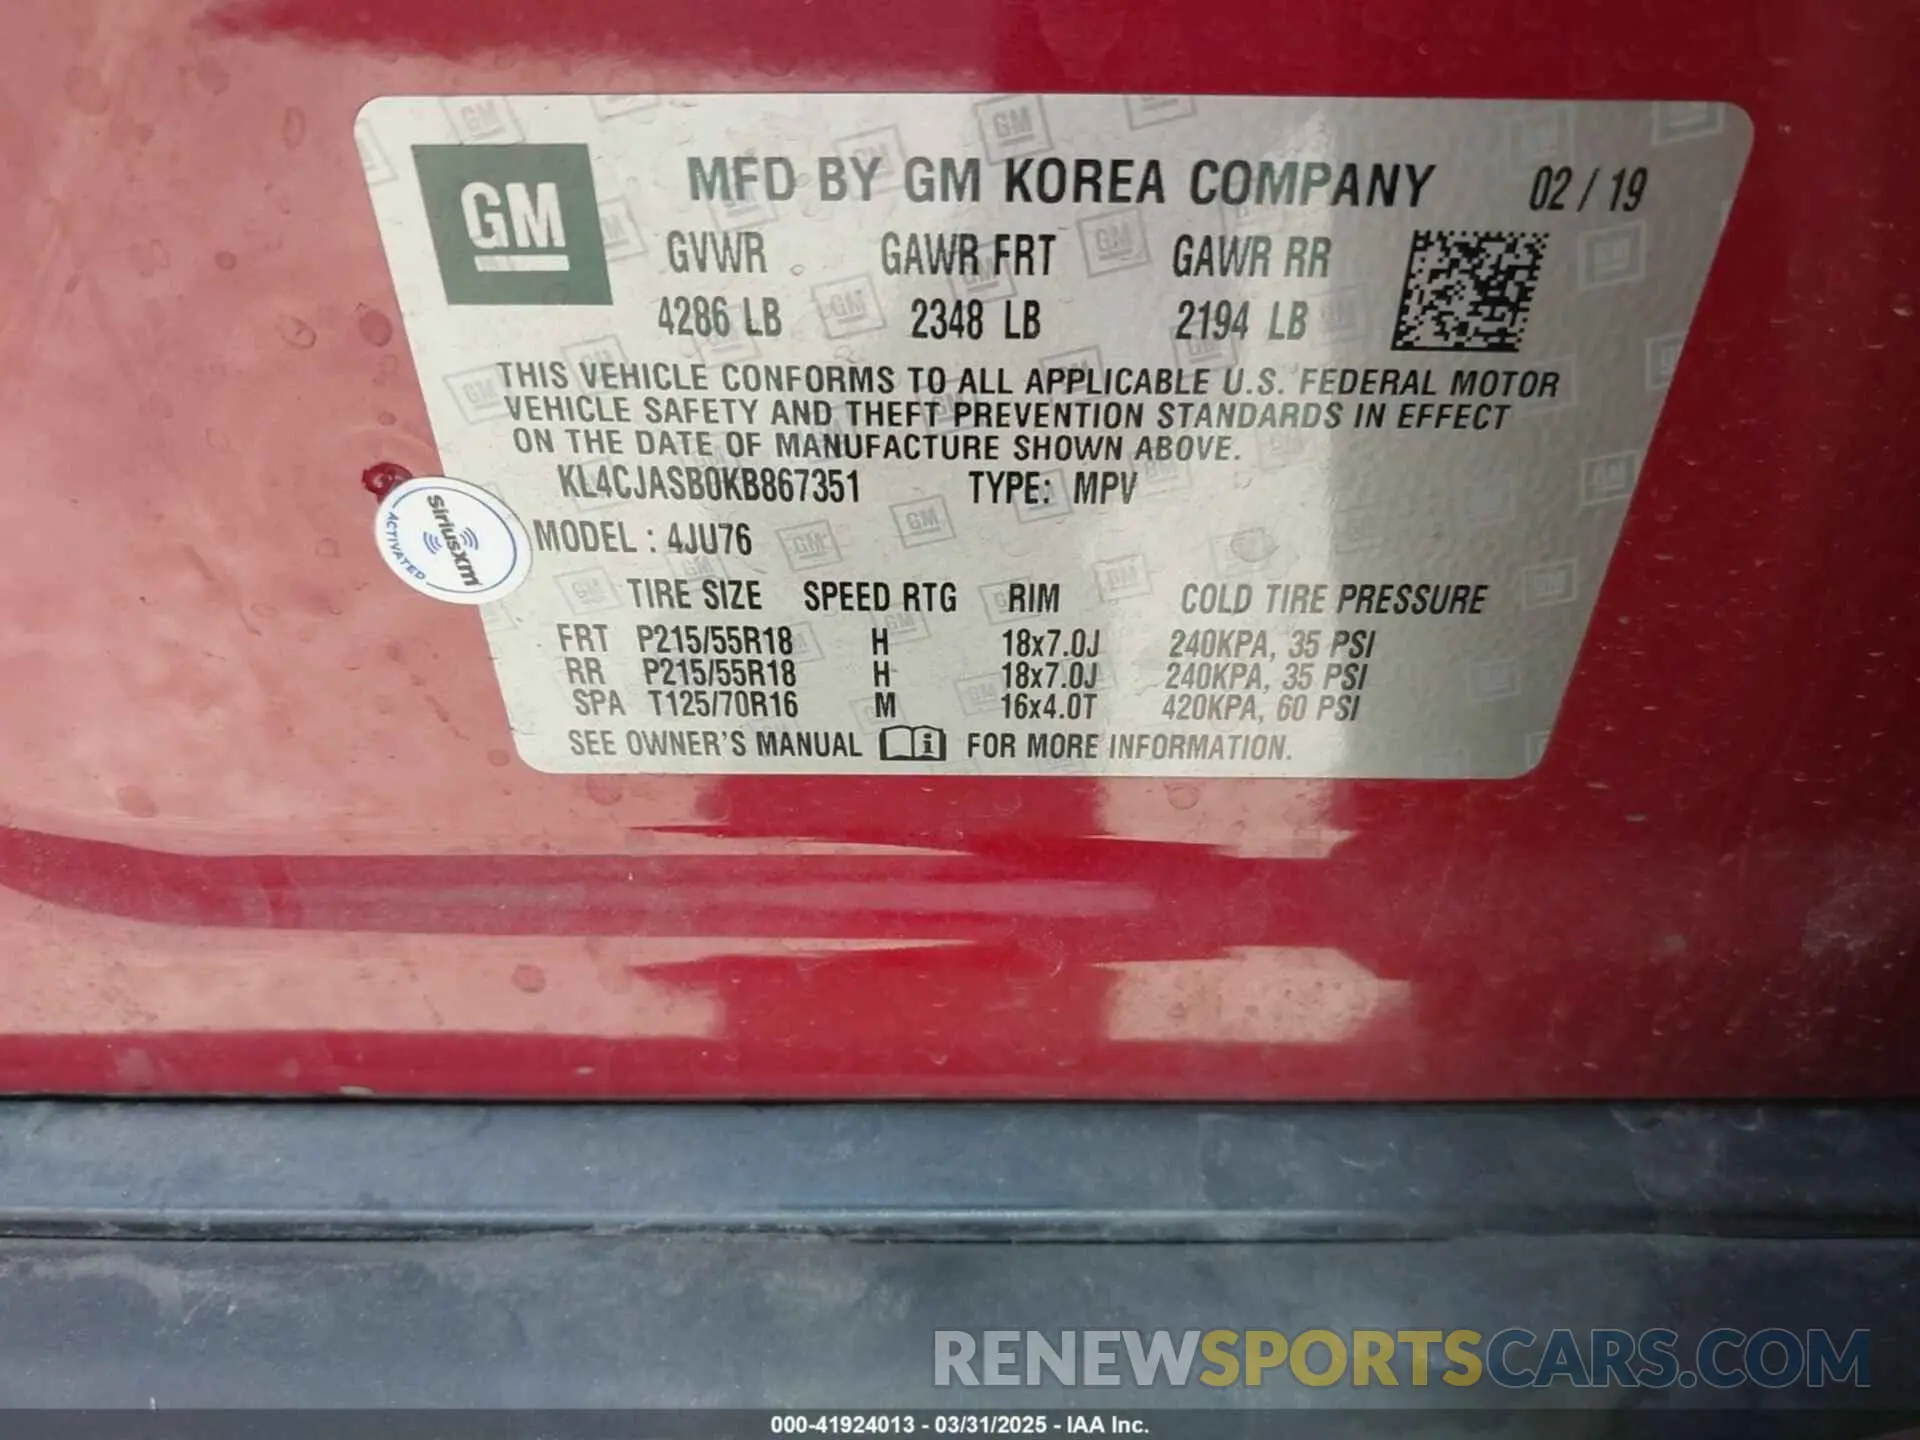 GM
MFD BY GM KOREA COMPANY 02 / 19
GVWR GAWR FRT GAWR RR
4286 LB 2348 LB 2194 LB
THIS VEHICLE CONFORMS TO ALL APPLICABLE U.S. FEDERAL MOTOR
VEHICLE SAFETY AND THEFT PREVENTION STANDARDS IN EFFECT
ON THE DATE OF MANUFACTURE SHOWN ABOVE.
KL4CJASB0KB867351 TYPE: MPV
siriusxm
ACTIVATED
MODEL : 4JU76
TIRE SIZE SPEED RTG RIM COLD TIRE PRESSURE
FRT P215/55R18 H 18x7.0J 240KPA, 35 PSI
RR P215/55R18 H 18x7.0J 240KPA, 35 PSI
SPA T125/70R16 M 16x4.0T 420KPA, 60 PSI
SEE OWNER'S MANUAL i FOR MORE INFORMATION.
RENEWSPORTSCARS.COM
000-41924013 - 03/31/2025 - IAA Inc.